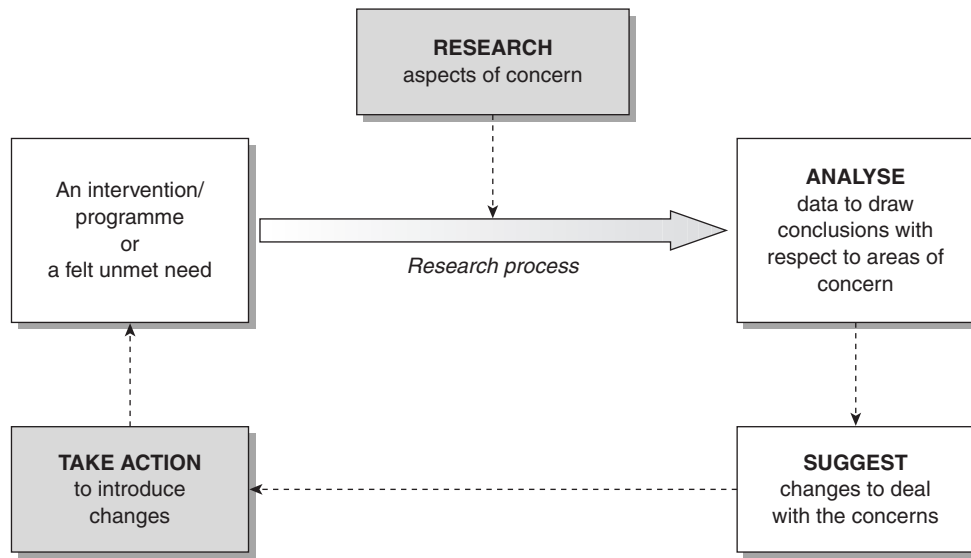 RESEARCH
aspects of concern
An intervention/
programme
or
a felt unmet need
Research process
ANALYSE
data to draw
conclusions with
respect to areas of
concern
TAKE ACTION
to introduce
changes
SUGGEST
changes to deal
with the concerns